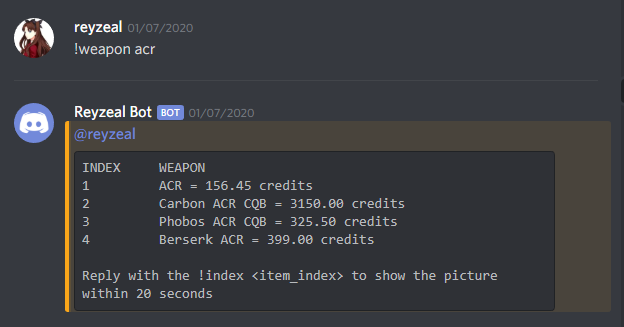 reyzeal 01/07/2020
!weapon acr
Reyzeal Bot BOT 01/07/2020
@reyzeal
INDEX WEAPON
1 ACR = 156.45 credits
2 Carbon ACR CQB = 3150.00 credits
3 Phobos ACR CQB = 325.50 credits
4 Berserk ACR = 399.00 credits
Reply with the !index <item_index> to show the picture
within 20 seconds